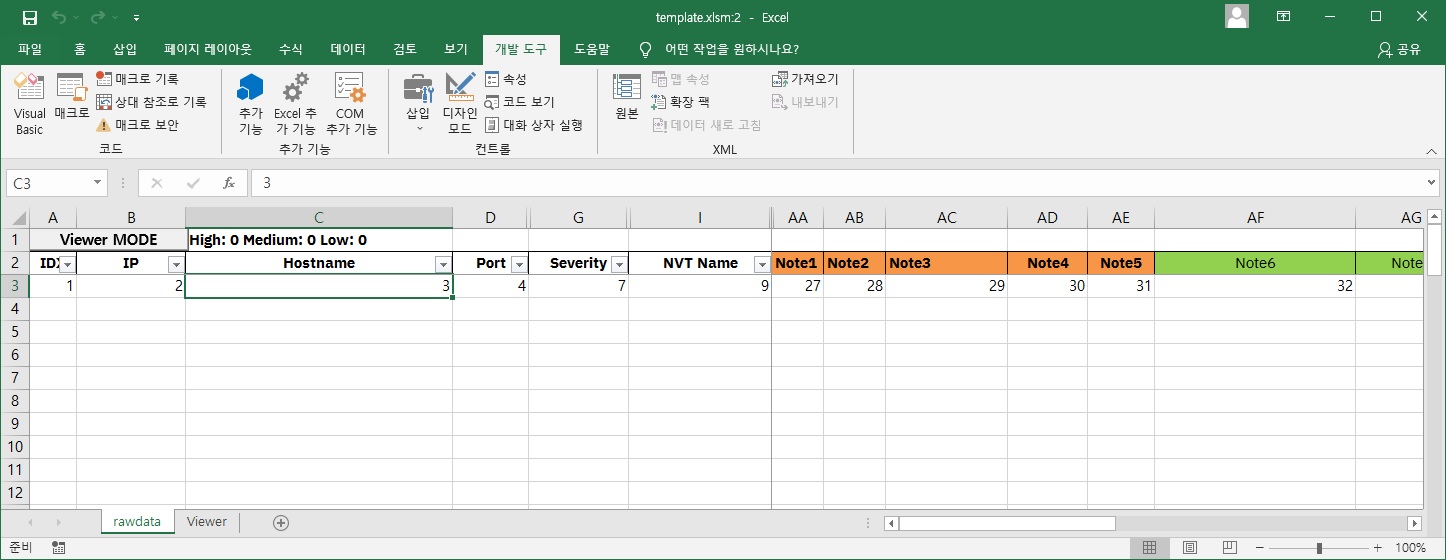 template.xlsm:2 - Excel
파일 홈 삽입 페이지 레이아웃 수식 데이터 검토 보기 개발 도구 도움말 어떤 작업을 원하시나요? 공유
Visual Basic
매크로
매크로 기록
상대 참조로 기록
매크로 보안
코드
추가 기능
Excel 추가 기능
COM 추가 기능
추가 기능
삽입
디자인 모드
속성
코드 보기
대화 상자 실행
컨트롤
원본
맵 속성
확장 팩
데이터 새로 고침
가져오기
내보내기
XML
C3 fx 3
A B C D G I AA AB AC AD AE AF AG
1 Viewer MODE High: 0 Medium: 0 Low: 0
2 IDX IP Hostname Port Severity NVT Name Note1 Note2 Note3 Note4 Note5 Note6 Note
3 1 2 3 4 7 9 27 28 29 30 31 32
4
5
6
7
8
9
10
11
12
rawdata Viewer
준비 100%